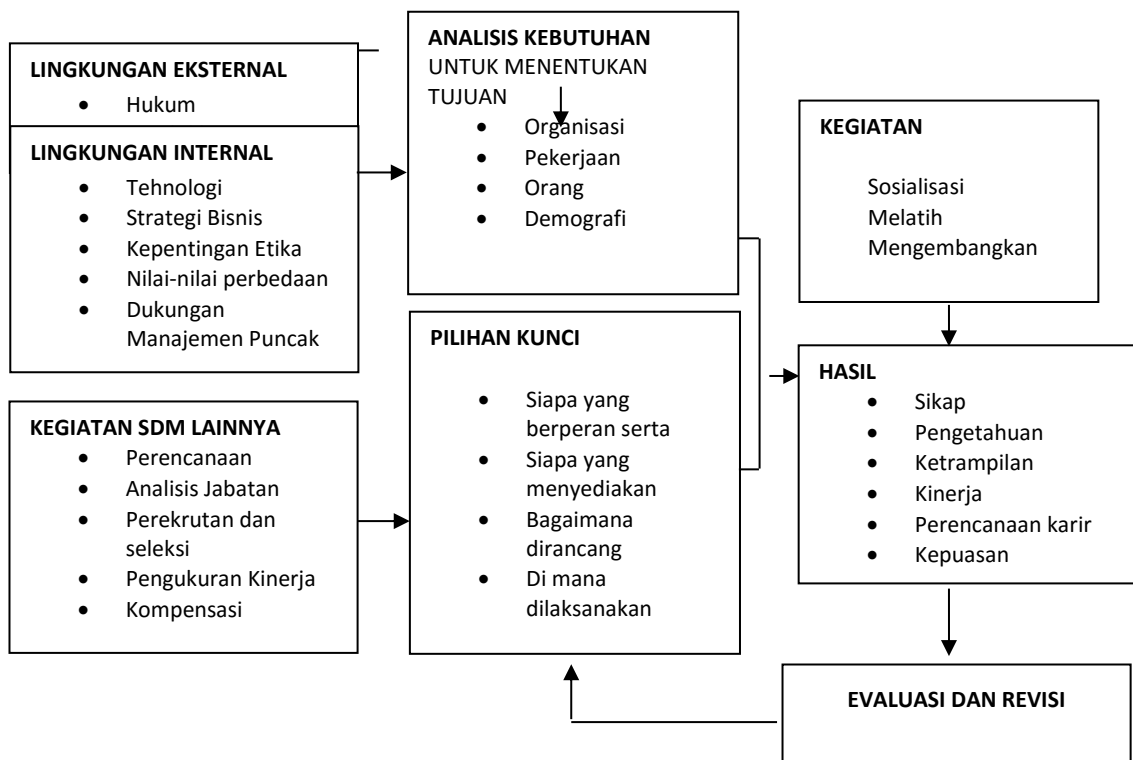 LINGKUNGAN EKSTERNAL
• Hukum
LINGKUNGAN INTERNAL
• Tehnologi
• Strategi Bisnis
• Kepentingan Etika
• Nilai-nilai perbedaan
• Dukungan
Manajemen Puncak
KEGIATAN SDM LAINNYA
• Perencanaan
• Analisis Jabatan
• Perekrutan dan
seleksi
• Pengukuran Kinerja
• Kompensasi
ANALISIS KEBUTUHAN
UNTUK MENENTUKAN
TUJUAN
• Organisasi
• Pekerjaan
• Orang
• Demografi
PILIHAN KUNCI
• Siapa yang
berperan serta
• Siapa yang
menyediakan
• Bagaimana
dirancang
• Di mana
dilaksanakan
KEGIATAN
Sosialisasi
Melatih
Mengembangkan
HASIL
• Sikap
• Pengetahuan
• Ketrampilan
• Kinerja
• Perencanaan karir
• Kepuasan
EVALUASI DAN REVISI